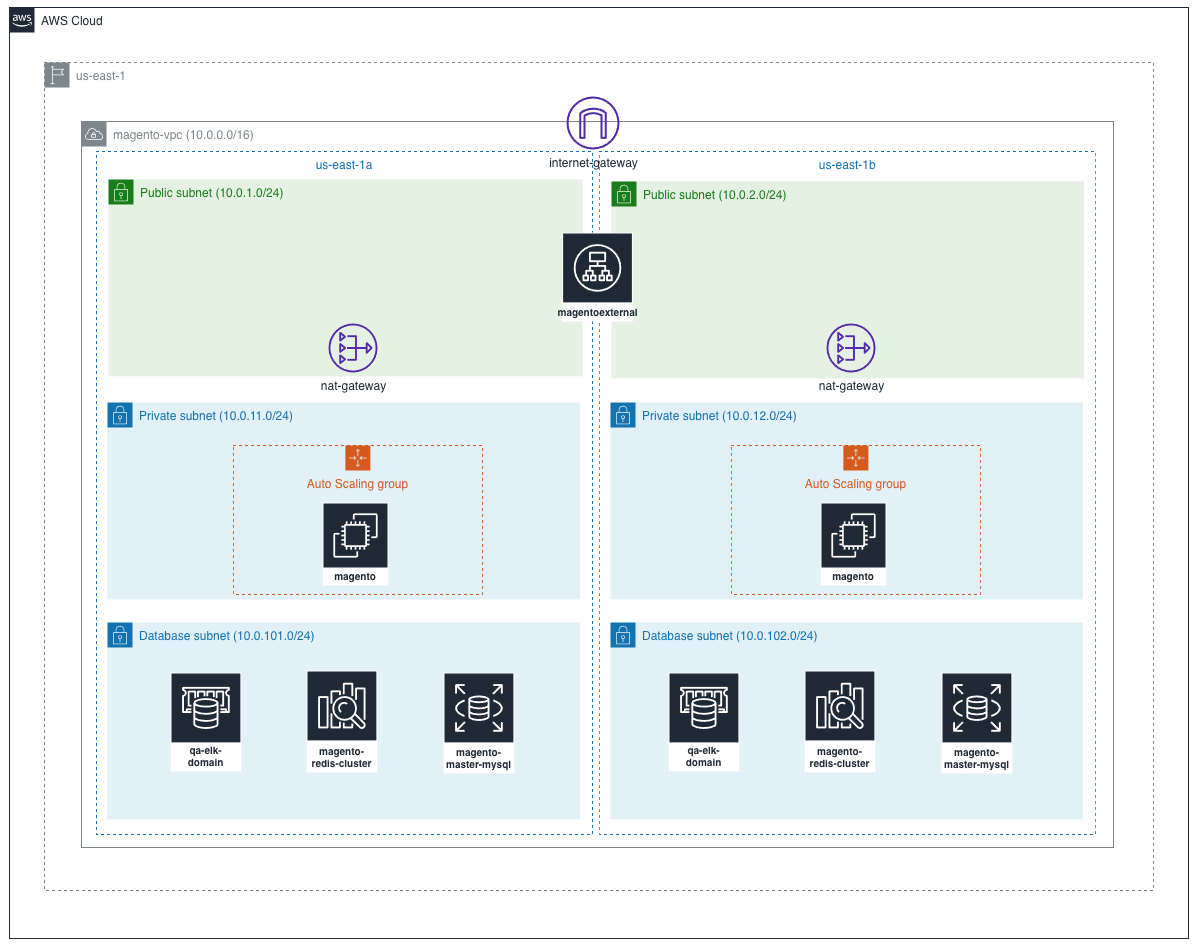 aws
AWS Cloud
us-east-1
magento-vpc (10.0.0.0/16)
internet-gateway
us-east-1a
us-east-1b
Public subnet (10.0.1.0/24)
Public subnet (10.0.2.0/24)
magentoexternal
nat-gateway
nat-gateway
Private subnet (10.0.11.0/24)
Private subnet (10.0.12.0/24)
Auto Scaling group
Auto Scaling group
magento
magento
Database subnet (10.0.101.0/24)
Database subnet (10.0.102.0/24)
qa-elk-
domain
magento-
redis-cluster
magento-
master-mysql
qa-elk-
domain
magento-
redis-cluster
magento-
master-mysql